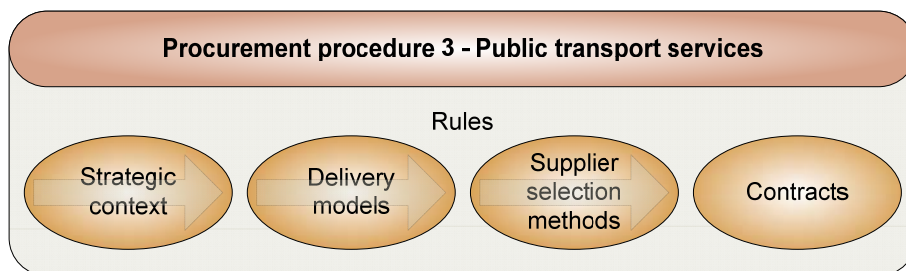 Procurement procedure 3 - Public transport services
Rules
Strategic
context
Delivery
models
Supplier
selection
methods
Contracts